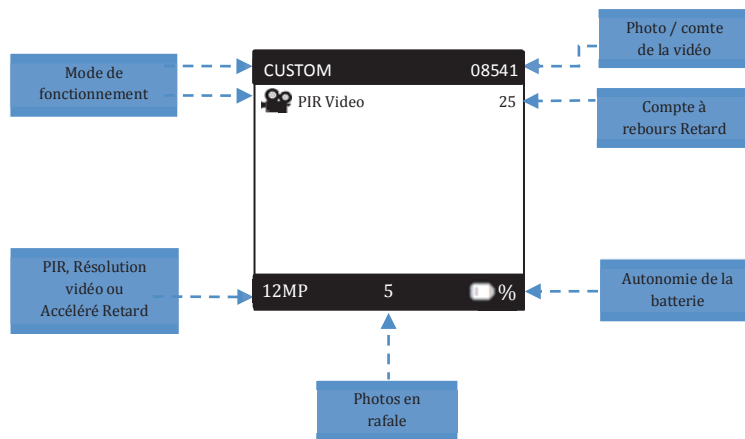 Photo / comte
de la vidéo
Mode de
fonctionnement
CUSTOM 08541
PIR Video 25
Compte à
rebours Retard
PIR, Résolution
vidéo ou
Accéléré Retard
12MP 5 %
Autonomie de la
batterie
Photos en
rafale